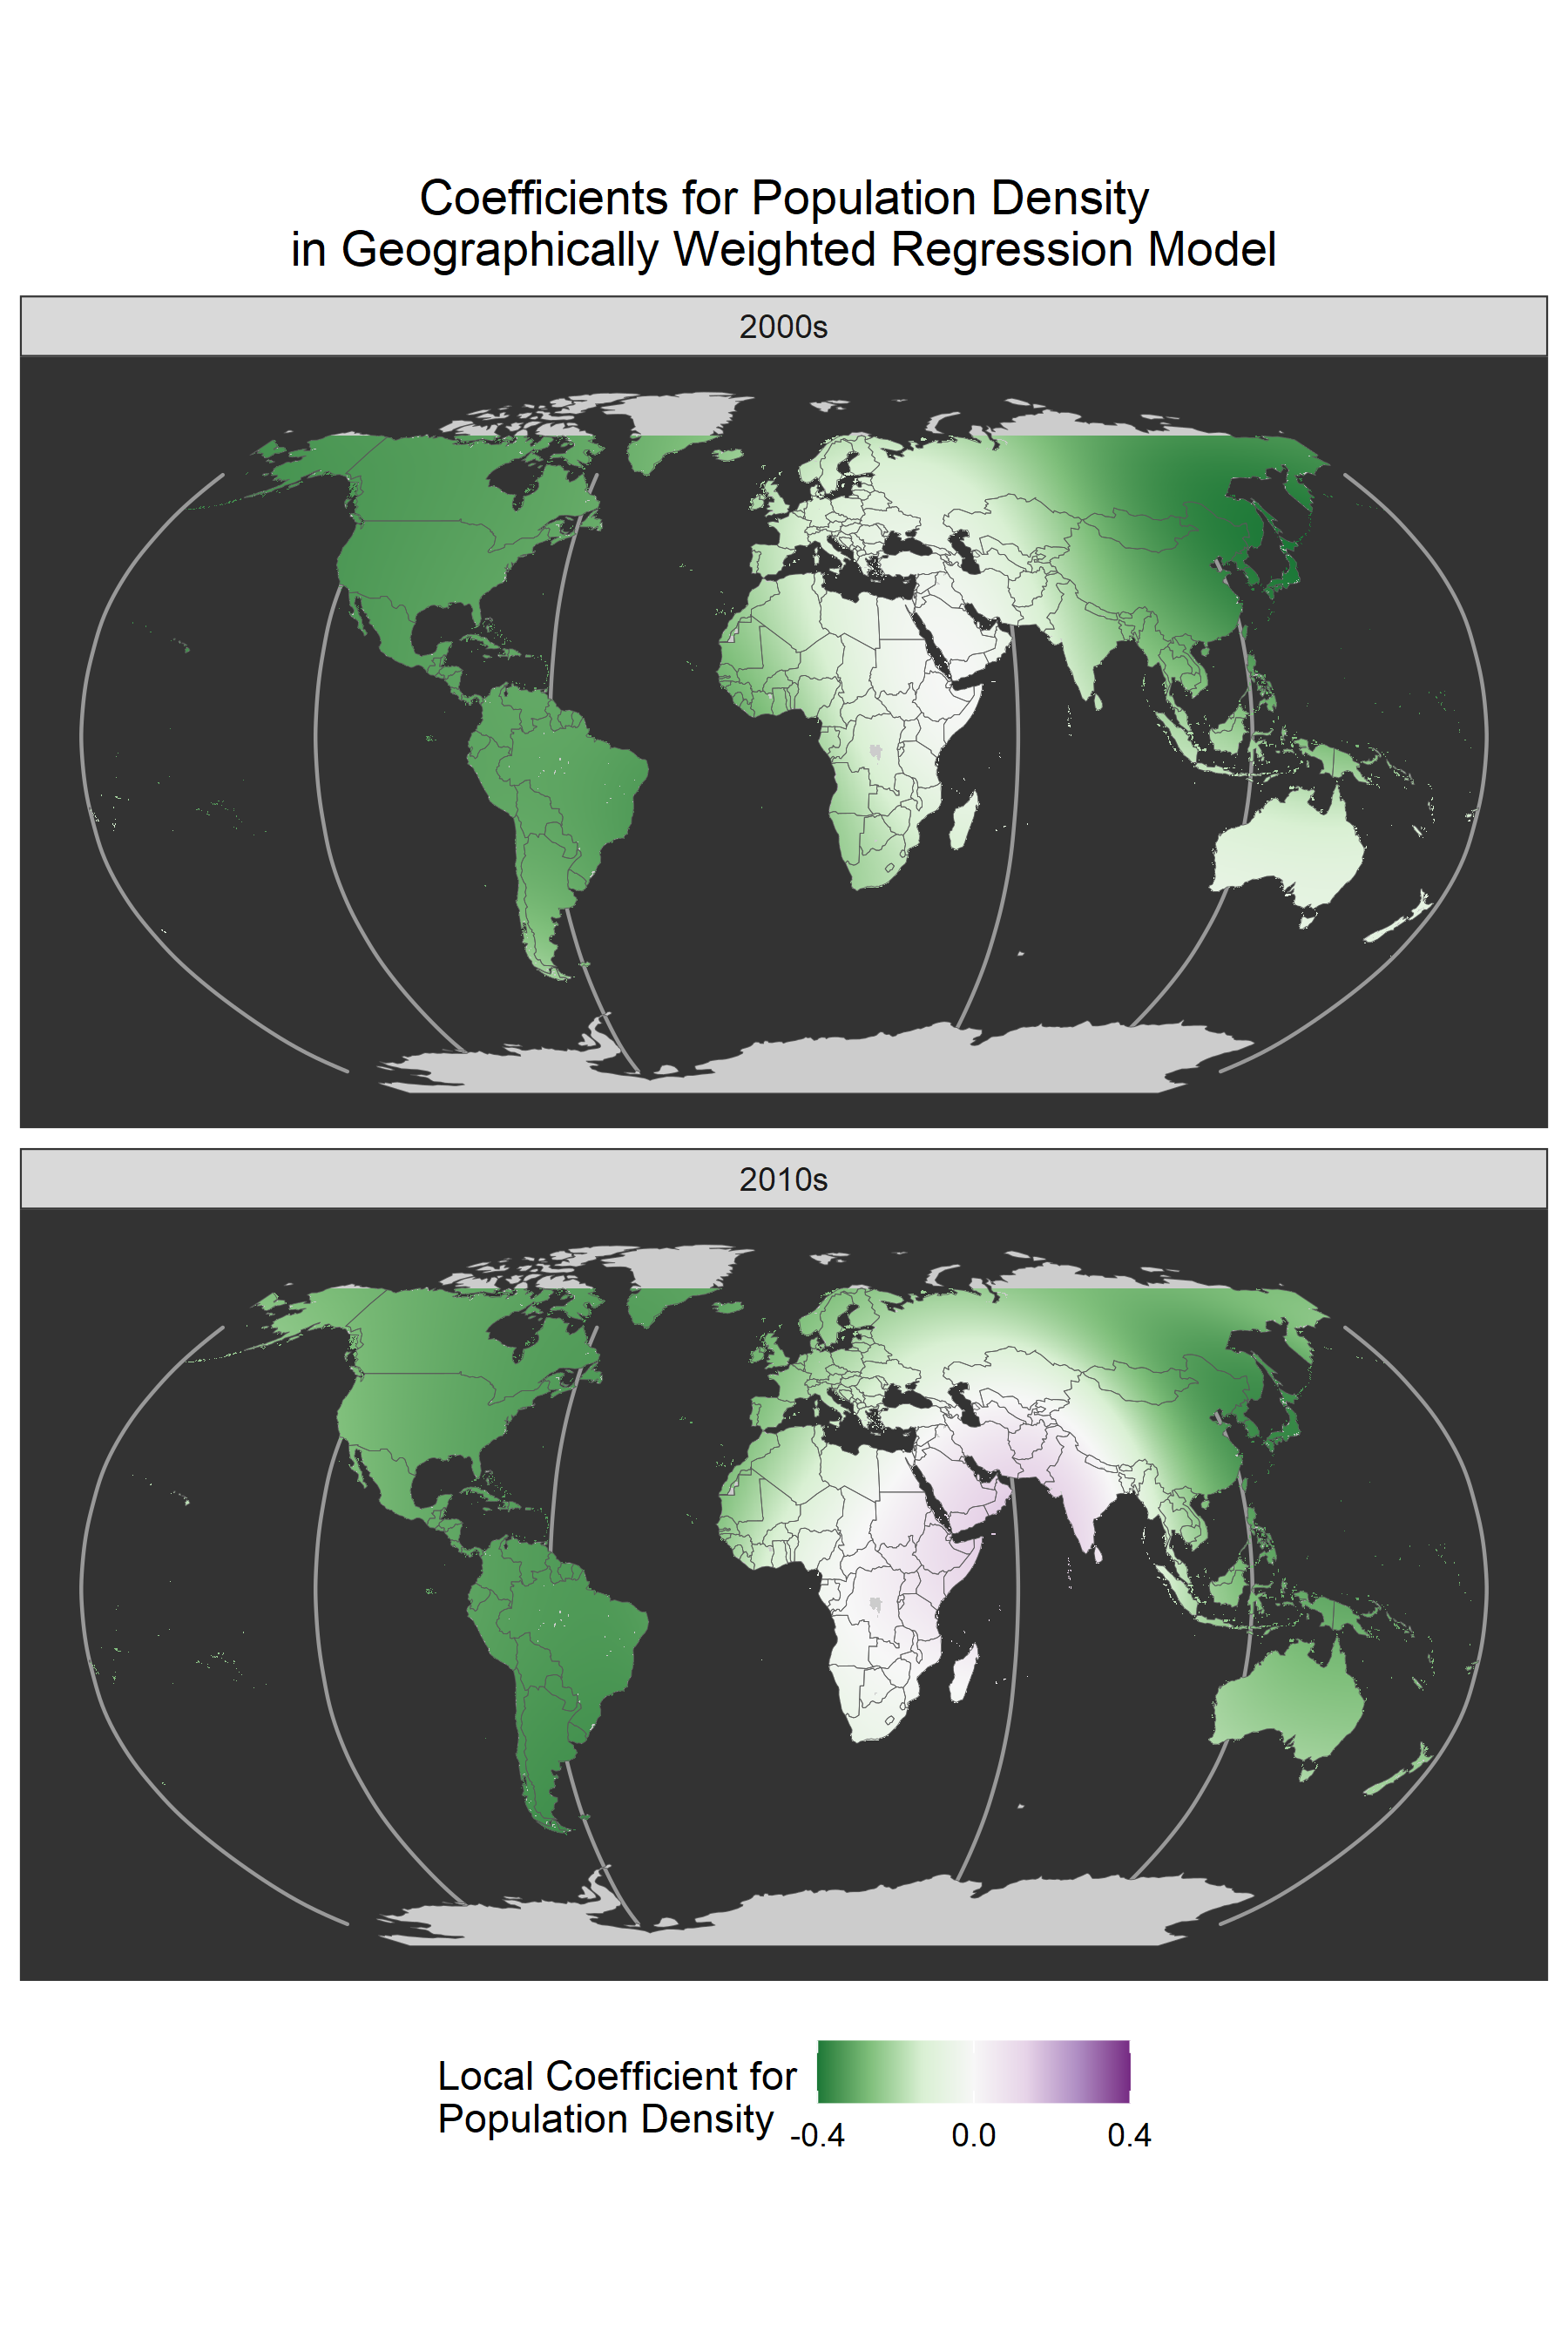 Coefficients for Population Density
in Geographically Weighted Regression Model
2000s
2010s
Local Coefficient for
Population Density
-0.4 0.0 0.4